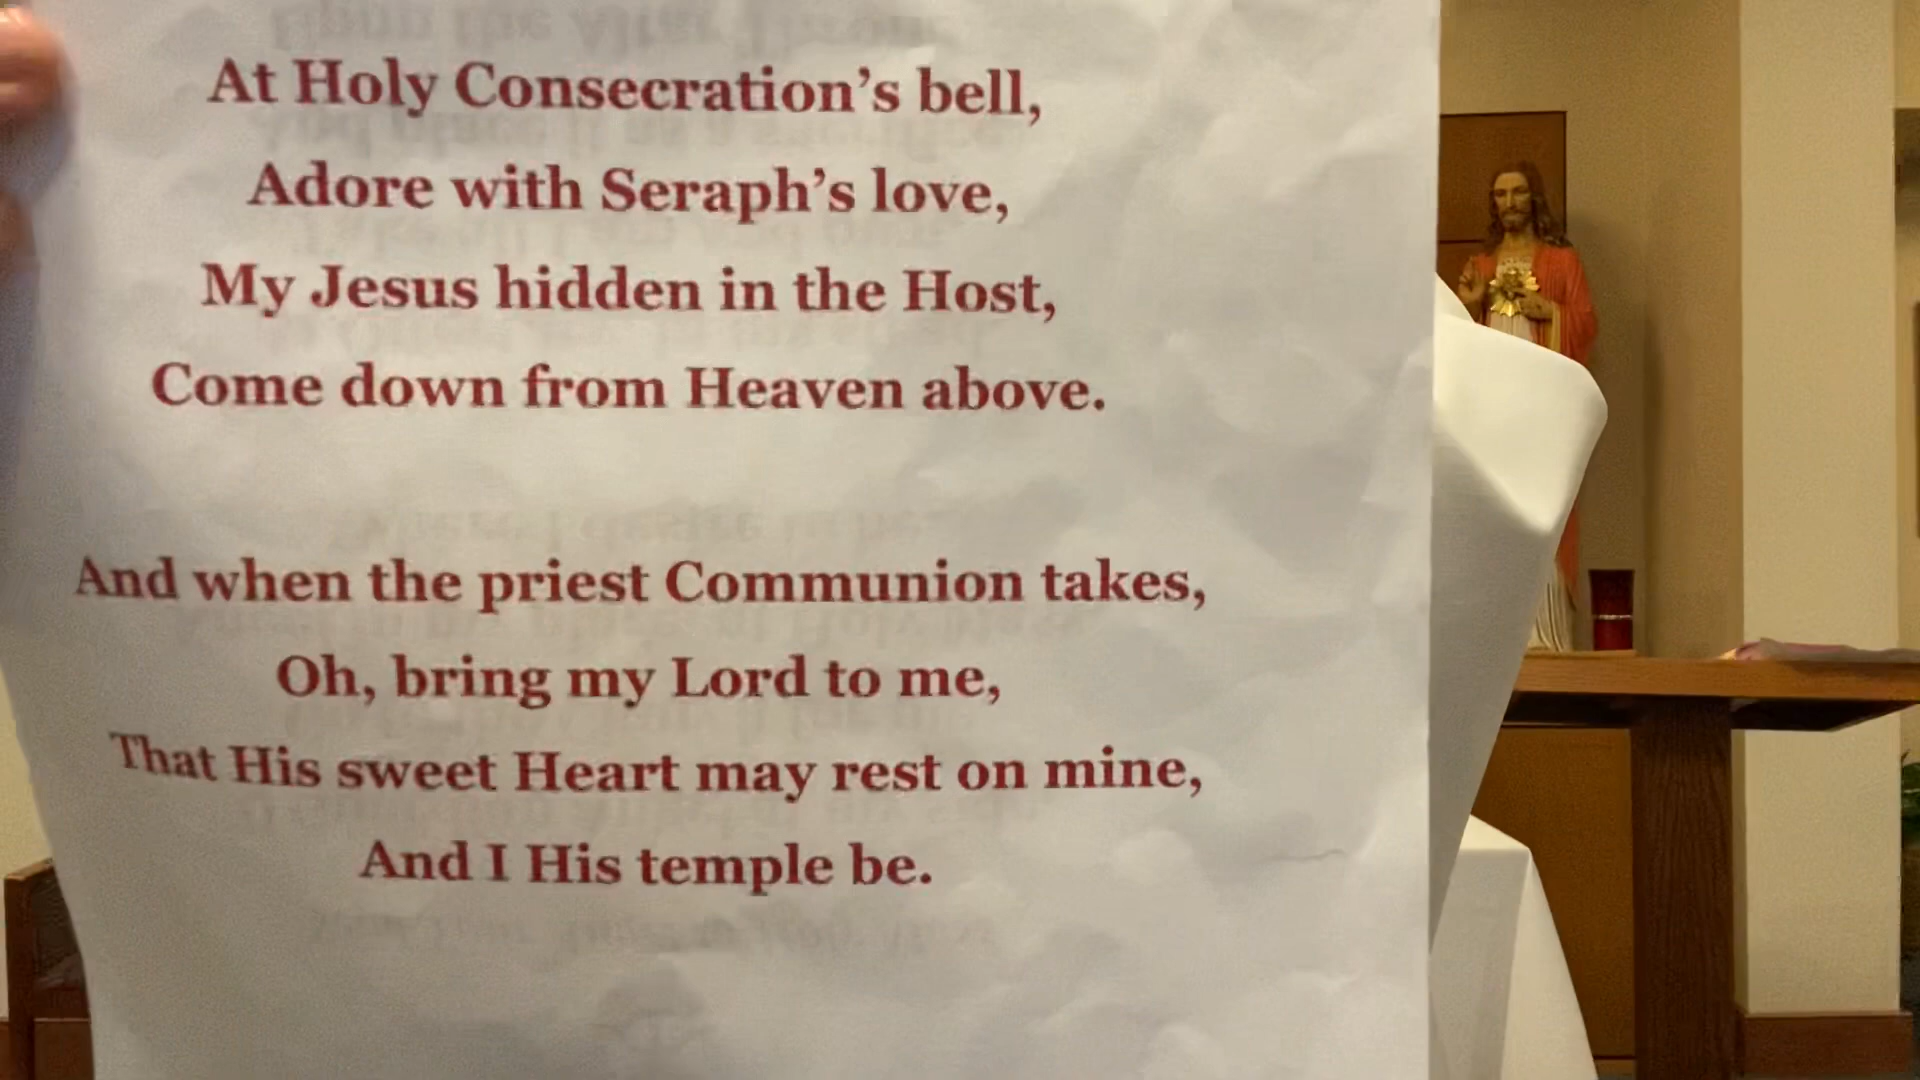 At Holy Consecration's bell,
Adore with Seraph's love,
My Jesus hidden in the Host,
Come down from Heaven above.
And when the priest Communion takes,
Oh, bring my Lord to me,
That His sweet Heart may rest on mine,
And I His temple be.